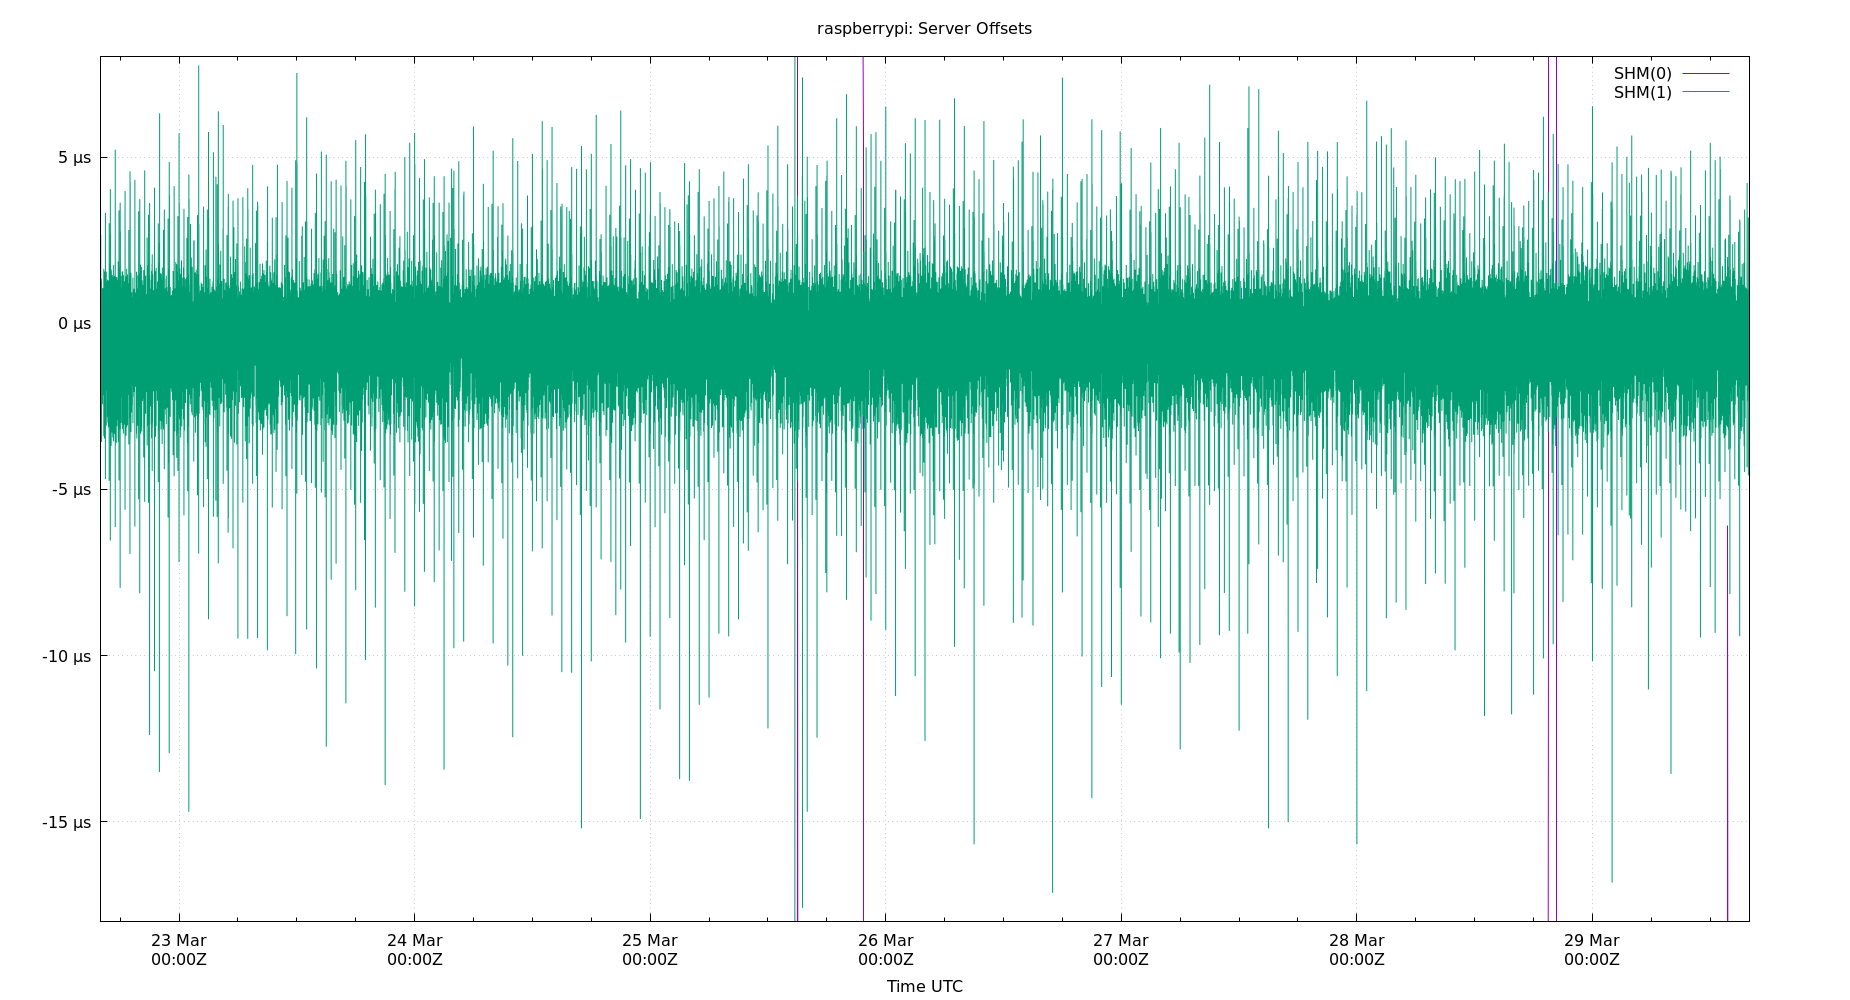 raspberrypi: Server Offsets
SHM(0)
SHM(1)
5 µs
0 µs
-5 µs
-10 µs
-15 µs
23 Mar 24 Mar 25 Mar 26 Mar 27 Mar 28 Mar 29 Mar
00:00Z 00:00Z 00:00Z 00:00Z 00:00Z 00:00Z 00:00Z
Time UTC